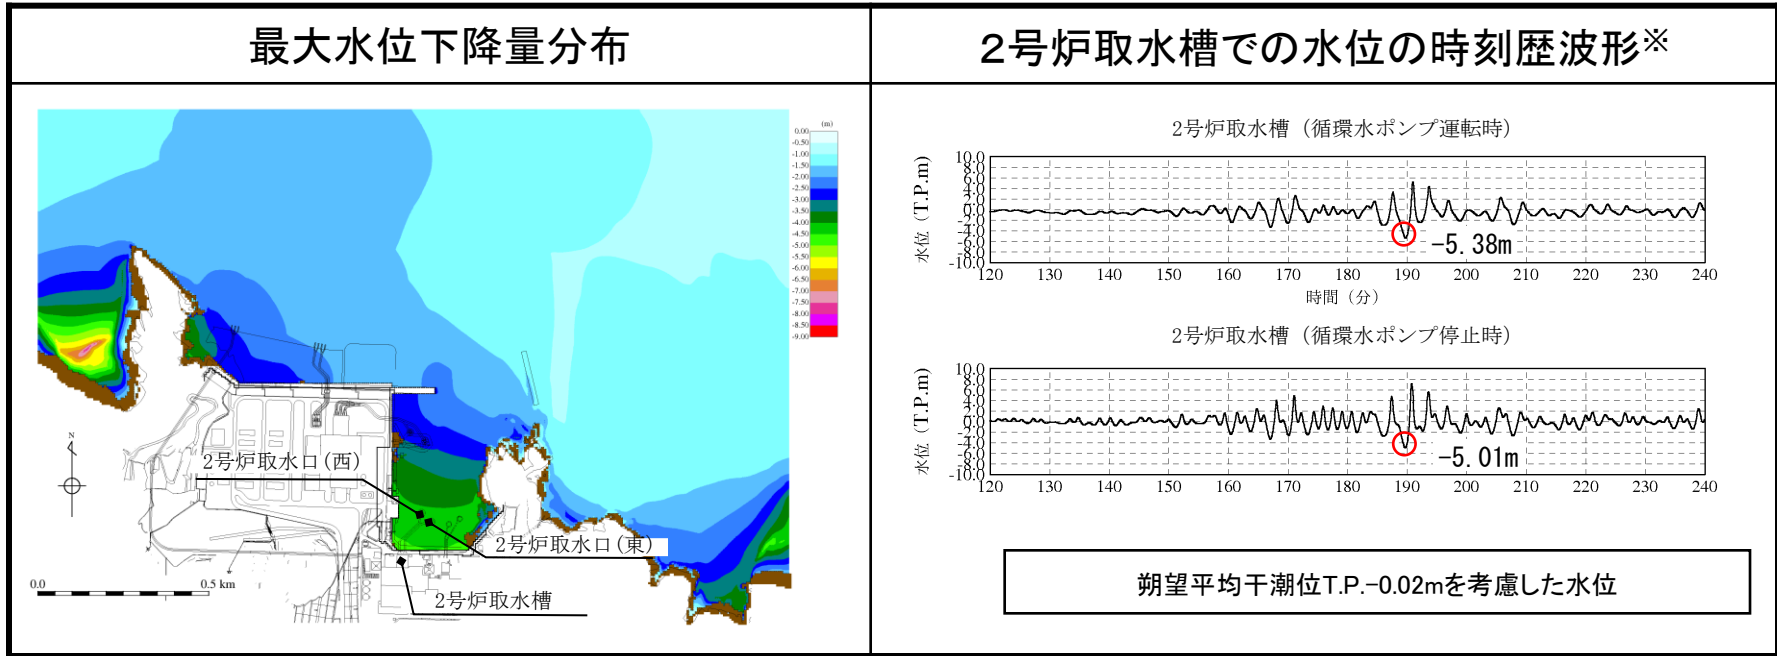 最大水位下降量分布
2号炉取水槽での水位の時刻歴波形※
(m)
0.00
-0.50
-1.00
-1.50
-2.00
-2.50
-3.00
-3.50
-4.00
-4.50
-5.00
-5.50
-6.00
-6.50
-7.00
-7.50
-8.00
-8.50
-9.00
N
2号炉取水口(西)
2号炉取水口(東)
2号炉取水槽
0.0
0.5 km
2号炉取水槽（循環水ポンプ運転時）
水位 (T.P.m)
10.0
8.0
6.0
4.0
2.0
0.0
-2.0
-4.0
-6.0
-8.0
-10.0
-5.38m
120 130 140 150 160 170 180 190 200 210 220 230 240
時間（分）
2号炉取水槽（循環水ポンプ停止時）
水位 (T.P.m)
10.0
8.0
6.0
4.0
2.0
0.0
-2.0
-4.0
-6.0
-8.0
-10.0
-5.01m
120 130 140 150 160 170 180 190 200 210 220 230 240
朔望平均干潮位T.P.-0.02mを考慮した水位